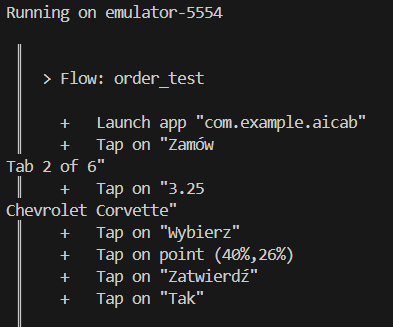 Running on emulator-5554
║
║ > Flow: order_test
║
║ + Launch app "com.example.aicab"
║ + Tap on "Zamów
Tab 2 of 6"
║ + Tap on "3.25
Chevrolet Corvette"
║ + Tap on "Wybierz"
║ + Tap on point (40%,26%)
║ + Tap on "Zatwierdź"
║ + Tap on "Tak"
║